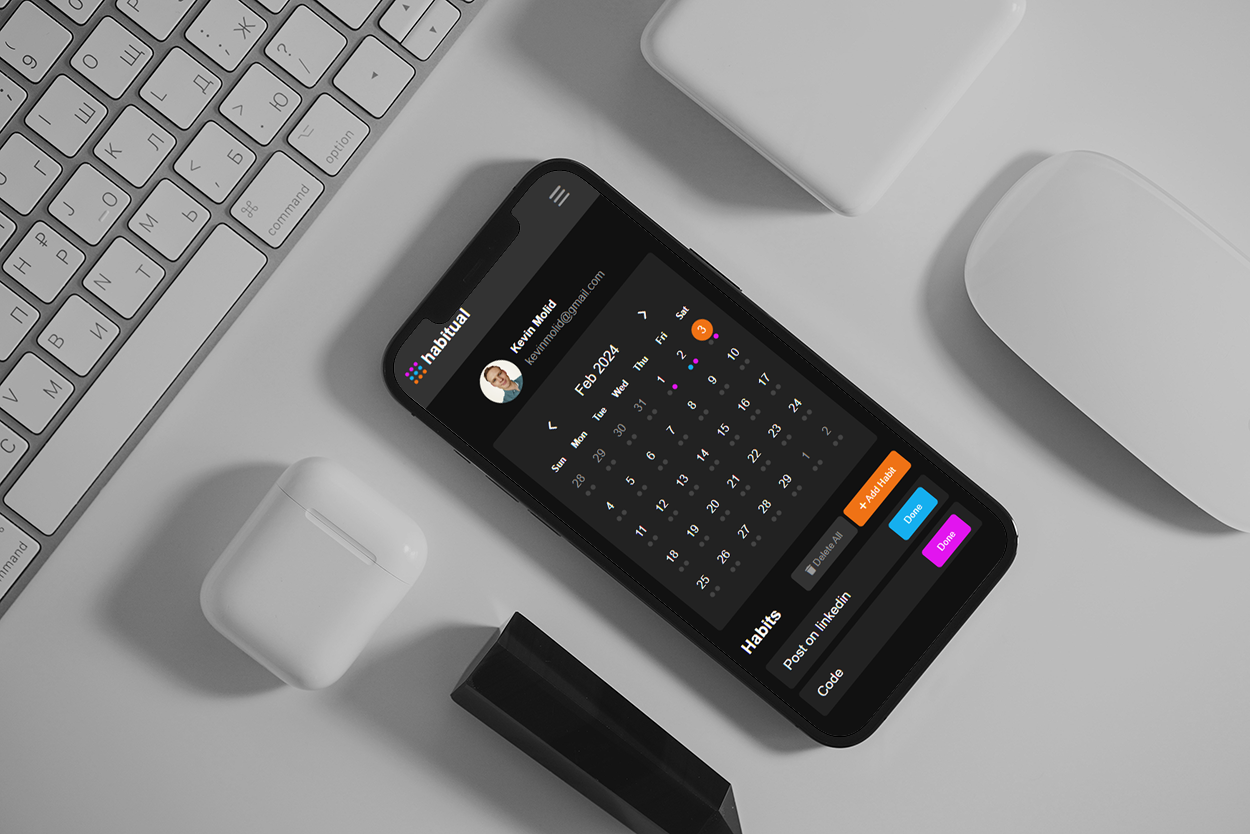 habitual
Kevin Molid
kevinmolid@gmail.com
< Feb 2024 >
Sun Mon Tue Wed Thu Fri Sat
28 29 30 31 1 2 3
4 5 6 7 8 9 10
11 12 13 14 15 16 17
18 19 20 21 22 23 24
25 26 27 28 29 1 2
Habits Delete All + Add Habit
Post on linkedin Done
Code Done
9 (
I Ш O Щ
П H ₽ Р J О K Л L Д : ; Ж
C V М B И N Т M Ь < , Б > . Ю ? /
command option